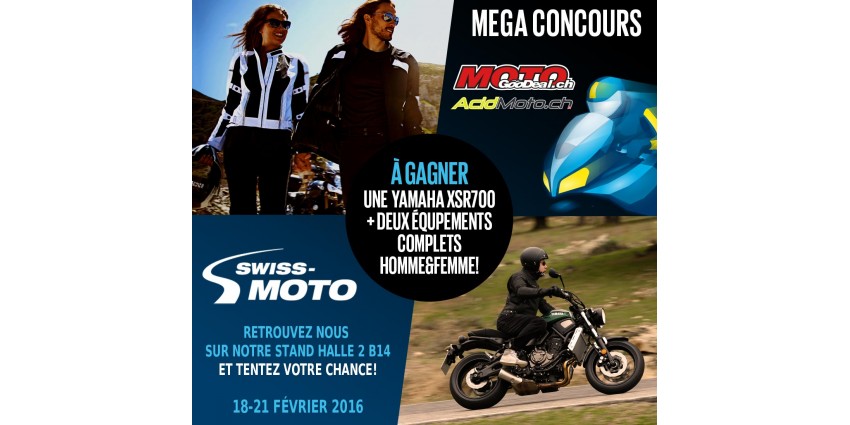 MEGA CONCOURS
MOTO
GooDeal.ch
AcidMoto.ch
À GAGNER
UNE YAMAHA XSR700
+ DEUX ÉQUPEMENTS
COMPLETS
HOMME&FEMME!
SWISS-
MOTO
RETROUVEZ NOUS
SUR NOTRE STAND HALLE 2 B14
ET TENTEZ VOTRE CHANCE!
18-21 FÉVRIER 2016